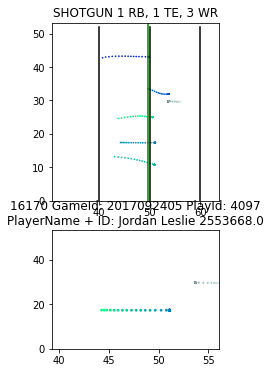 SHOTGUN 1 RB, 1 TE, 3 WR
50
40
30
20
10
0
40 50 60
16170 GameId: 2017092405 PlayId: 4097
PlayerName + ID: Jordan Leslie 2553668.0
40
20
0
40 45 50 55